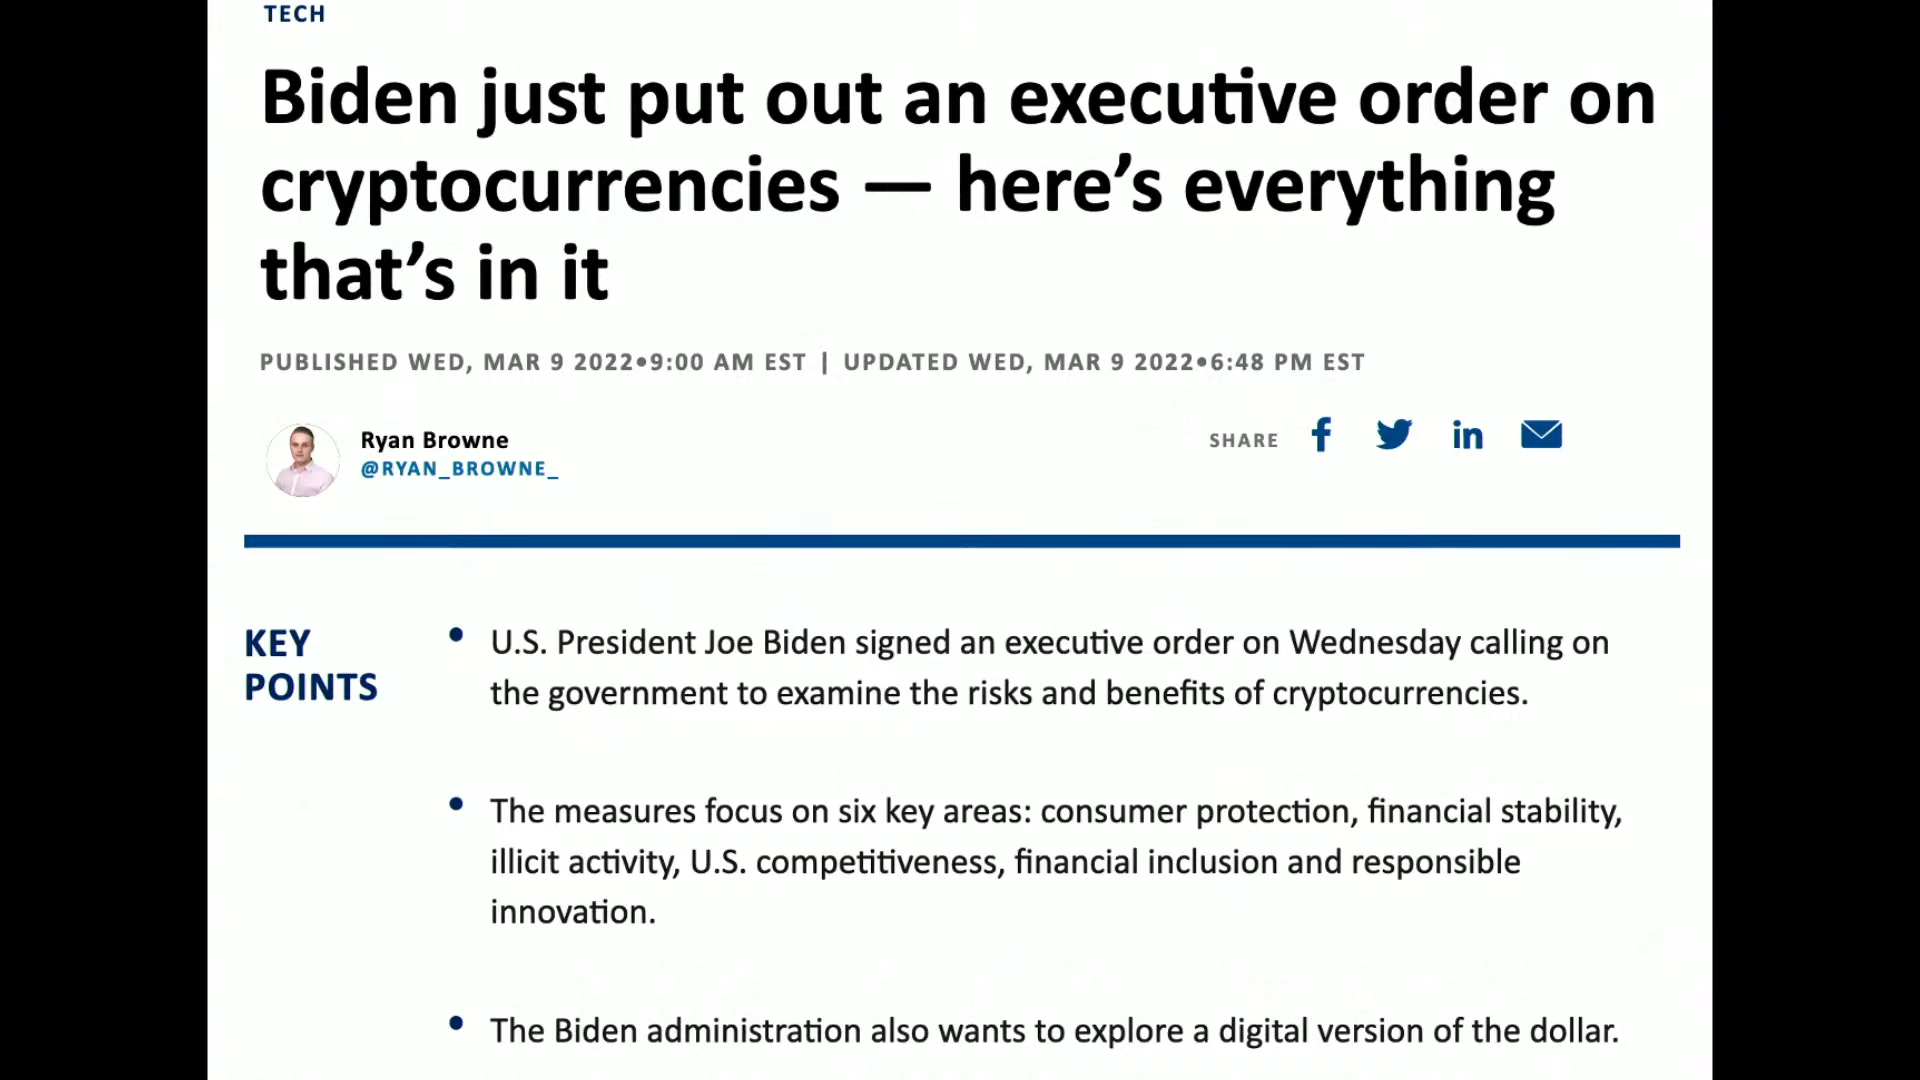 TECH
Biden just put out an executive order on
cryptocurrencies — here’s everything
that’s in it
PUBLISHED WED, MAR 9 2022•9:00 AM EST | UPDATED WED, MAR 9 2022•6:48 PM EST
Ryan Browne
@RYAN_BROWNE_
SHARE
KEY
POINTS
• U.S. President Joe Biden signed an executive order on Wednesday calling on
the government to examine the risks and benefits of cryptocurrencies.
• The measures focus on six key areas: consumer protection, financial stability,
illicit activity, U.S. competitiveness, financial inclusion and responsible
innovation.
• The Biden administration also wants to explore a digital version of the dollar.